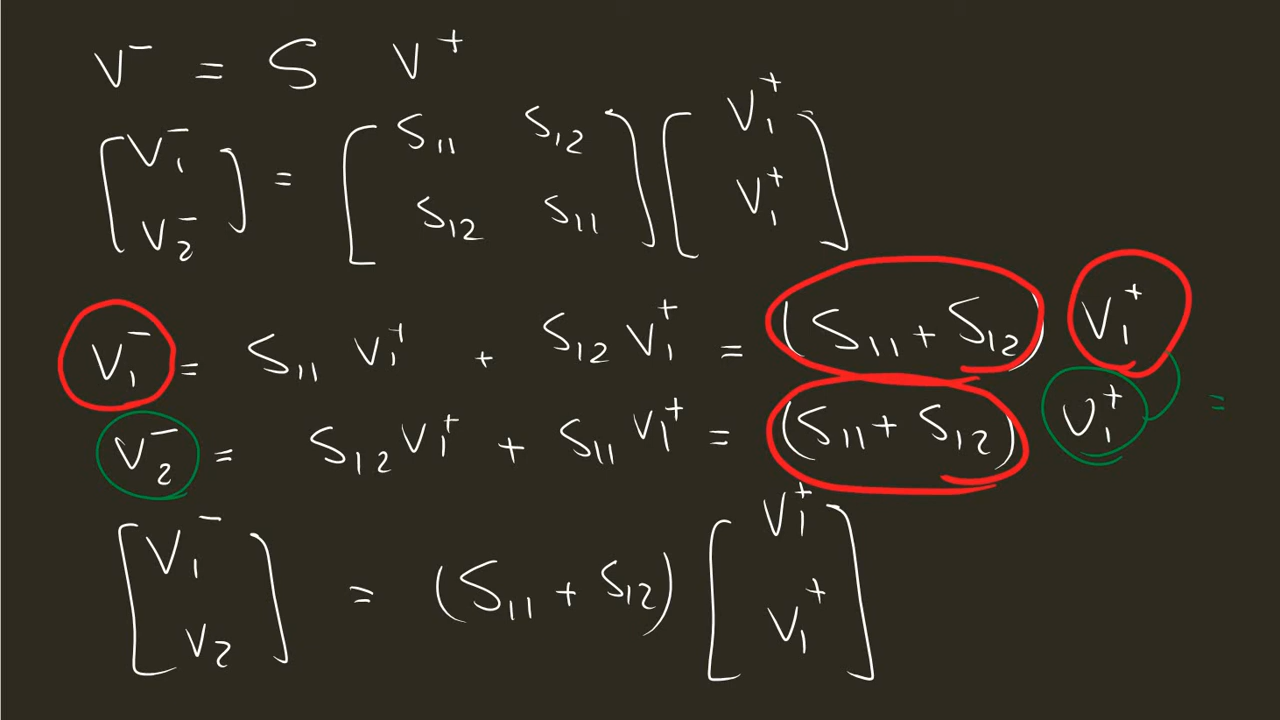 V⁻ = S V⁺
[V₁⁻ V₂⁻] = [S₁₁ S₁₂ S₁₂ S₁₁] [V₁⁺ V₁⁺]
V₁⁻ = S₁₁ V₁⁺ + S₁₂ V₁⁺ = (S₁₁ + S₁₂) V₁⁺
V₂⁻ = S₁₂ V₁⁺ + S₁₁ V₁⁺ = (S₁₁ + S₁₂) V₁⁺ =
[V₁⁻ V₂] = (S₁₁ + S₁₂) [V₁⁺ V₁⁺]